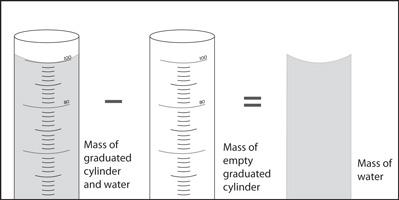 100
80
Mass of
graduated
cylinder
and water
−
100
80
Mass of
empty
graduated
cylinder
=
Mass of
water